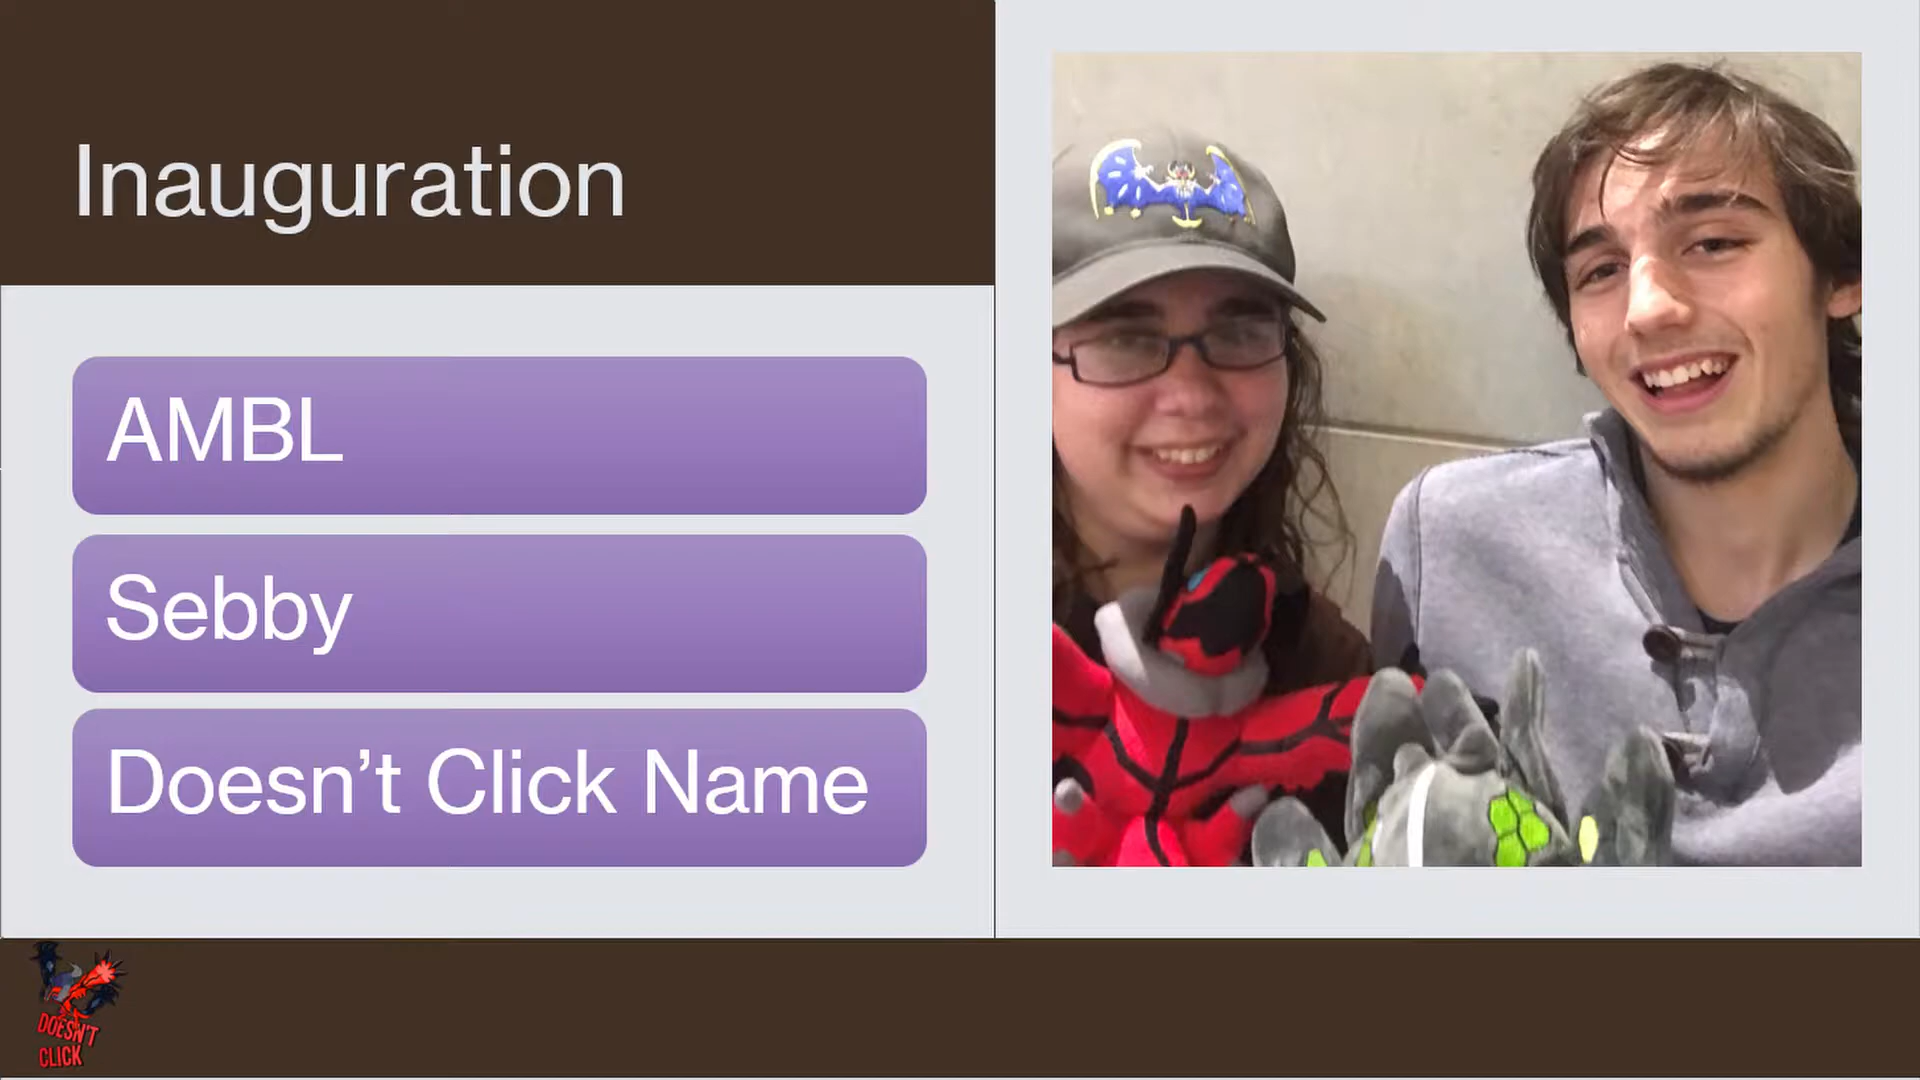 Inauguration
AMBL
Sebby
Doesn’t Click Name
DOESN'T
CLICK